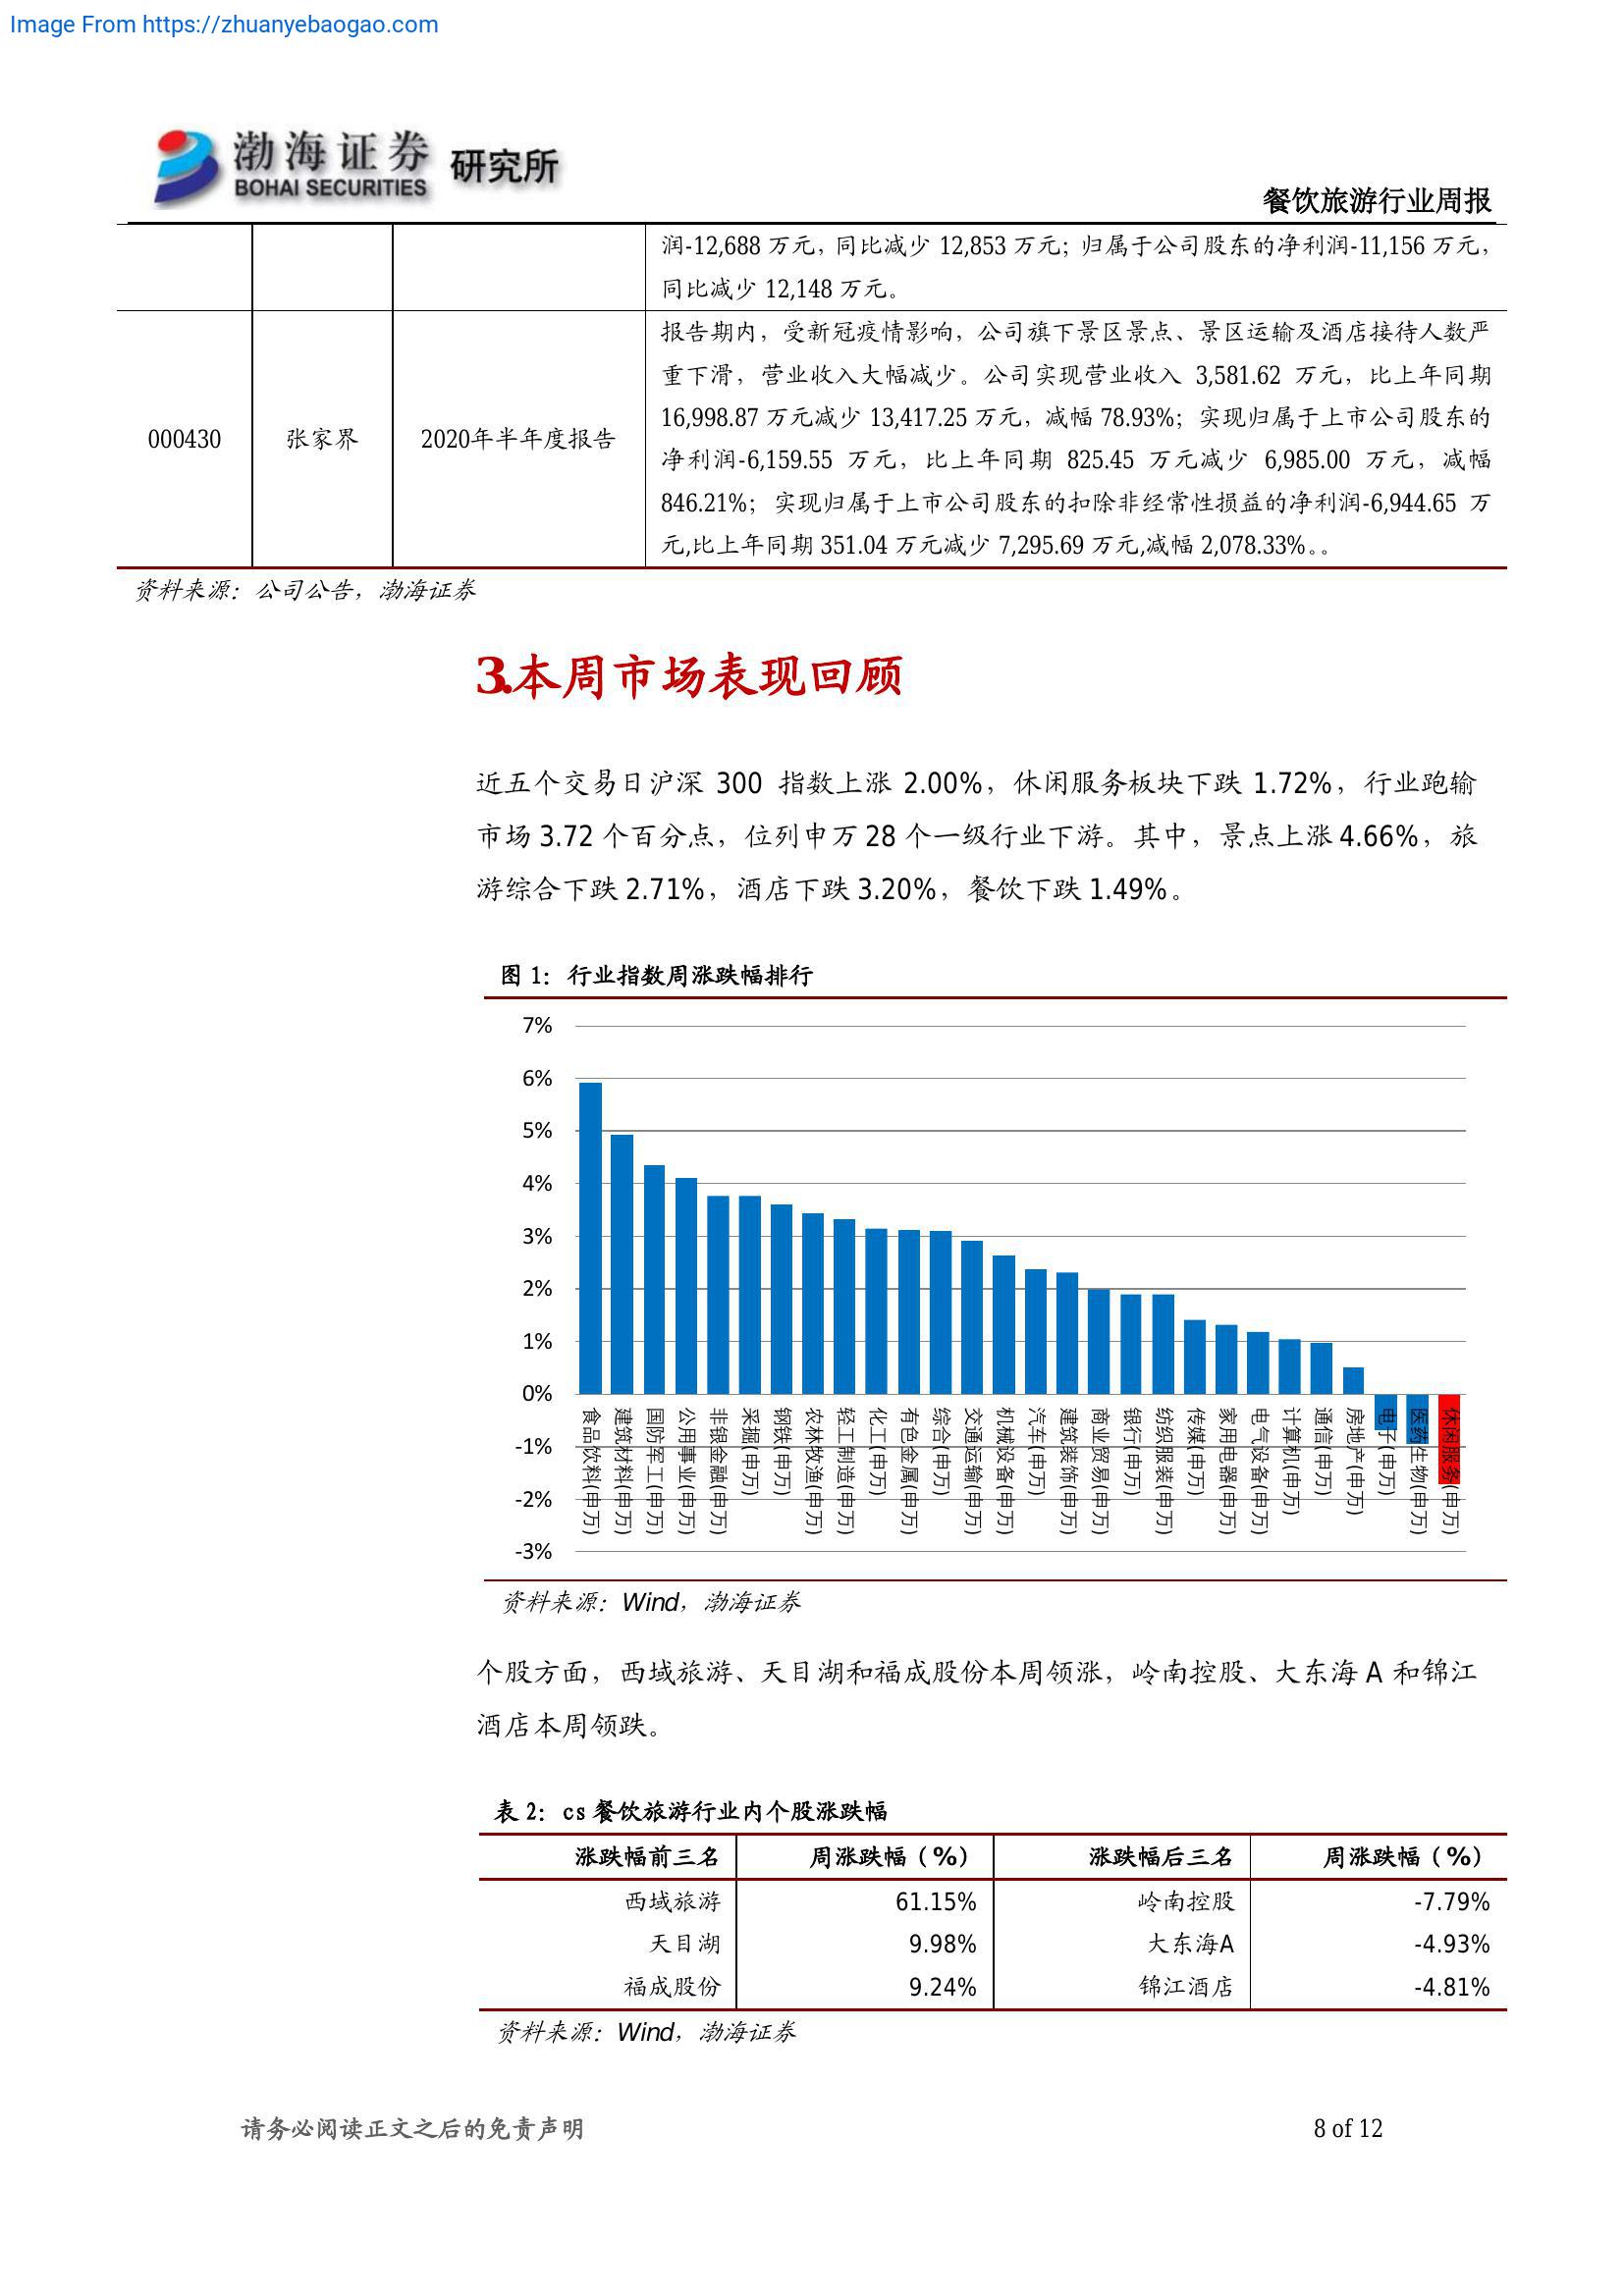 Image From https://zhuanyebaogao.com
渤海证券 研究所
BOHAI SECURITIES
餐饮旅游行业周报
润-12,688 万元，同比减少 12,853 万元；归属于公司股东的净利润-11,156 万元，
同比减少 12,148 万元。
报告期内，受新冠疫情影响，公司旗下景区景点、景区运输及酒店接待人数严
重下滑，营业收入大幅减少。公司实现营业收入 3,581.62 万元，比上年同期
16,998.87 万元减少 13,417.25 万元，减幅 78.93%；实现归属于上市公司股东的
000430 张家界 2020年半年度报告
净利润-6,159.55 万元，比上年同期 825.45 万元减少 6,985.00 万元，减幅
846.21%；实现归属于上市公司股东的扣除非经常性损益的净利润-6,944.65 万
元,比上年同期 351.04 万元减少 7,295.69 万元,减幅 2,078.33%。。
资料来源：公司公告，渤海证券
3.本周市场表现回顾
近五个交易日沪深 300 指数上涨 2.00%，休闲服务板块下跌 1.72%，行业跑输
市场 3.72 个百分点，位列申万 28 个一级行业下游。其中，景点上涨 4.66%，旅
游综合下跌 2.71%，酒店下跌 3.20%，餐饮下跌 1.49%。
图 1：行业指数周涨跌幅排行
7%
6%
5%
4%
3%
2%
1%
0%
-1%
-2%
-3%
食品饮料(申万)
建筑材料(申万)
国防军工(申万)
公用事业(申万)
非银金融(申万)
采掘(申万)
钢铁(申万)
农林牧渔(申万)
轻工制造(申万)
化工(申万)
有色金属(申万)
综合(申万)
交通运输(申万)
机械设备(申万)
汽车(申万)
建筑装饰(申万)
商业贸易(申万)
银行(申万)
纺织服装(申万)
传媒(申万)
家用电器(申万)
电气设备(申万)
计算机(申万)
通信(申万)
房地产(申万)
电子(申万)
医药生物(申万)
休闲服务(申万)
资料来源：Wind，渤海证券
个股方面，西域旅游、天目湖和福成股份本周领涨，岭南控股、大东海 A 和锦江
酒店本周领跌。
表 2：cs 餐饮旅游行业内个股涨跌幅
涨跌幅前三名 周涨跌幅（%） 涨跌幅后三名 周涨跌幅（%）
西域旅游 61.15% 岭南控股 -7.79%
天目湖 9.98% 大东海A -4.93%
福成股份 9.24% 锦江酒店 -4.81%
资料来源：Wind，渤海证券
请务必阅读正文之后的免责声明 8 of 12